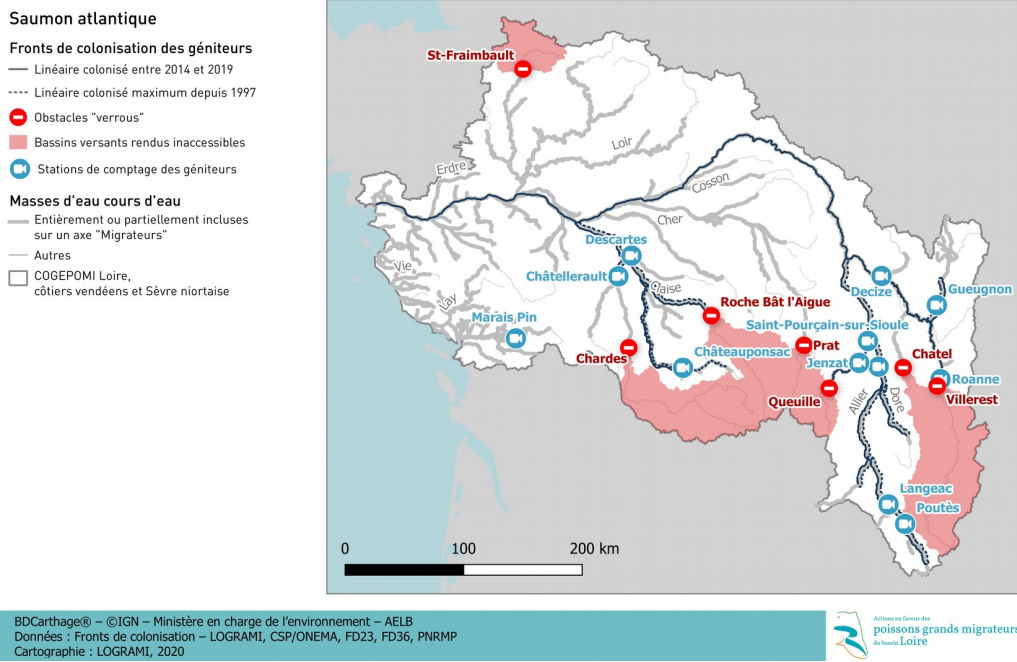 Saumon atlantique
Fronts de colonisation des géniteurs
Linéaire colonisé entre 2014 et 2019
Linéaire colonisé maximum depuis 1997
Obstacles "verrous"
Bassins versants rendus inaccessibles
Stations de comptage des géniteurs
Masses d'eau cours d'eau
Entièrement ou partiellement incluses
sur un axe "Migrateurs"
Autres
COGEPOMI Loire,
côtiers vendéens et Sèvre niortaise
St-Fraimbault
Loir
Erdre
Cosson
Cher
Descartes
Châtellerault
Vie
Claise
Decize
Gueugnon
Lay
Roche Bât l'Aigue
Marais Pin
Saint-Pourçain-sur-Sioule
Prat
Châteauponsac
Chardes
Jenzat
Chatel
Roanne
Queuille
Villerest
Allier
Dore
Langeac
Poutès
0
100
200 km
BDCarthage® – ©IGN – Ministère en charge de l'environnement – AELB
Données : Fronts de colonisation – LOGRAMI, CSP/ONEMA, FD23, FD36, PNRMP
Cartographie : LOGRAMI, 2020
Actions en faveur des
poissons grands migrateurs
du bassin Loire